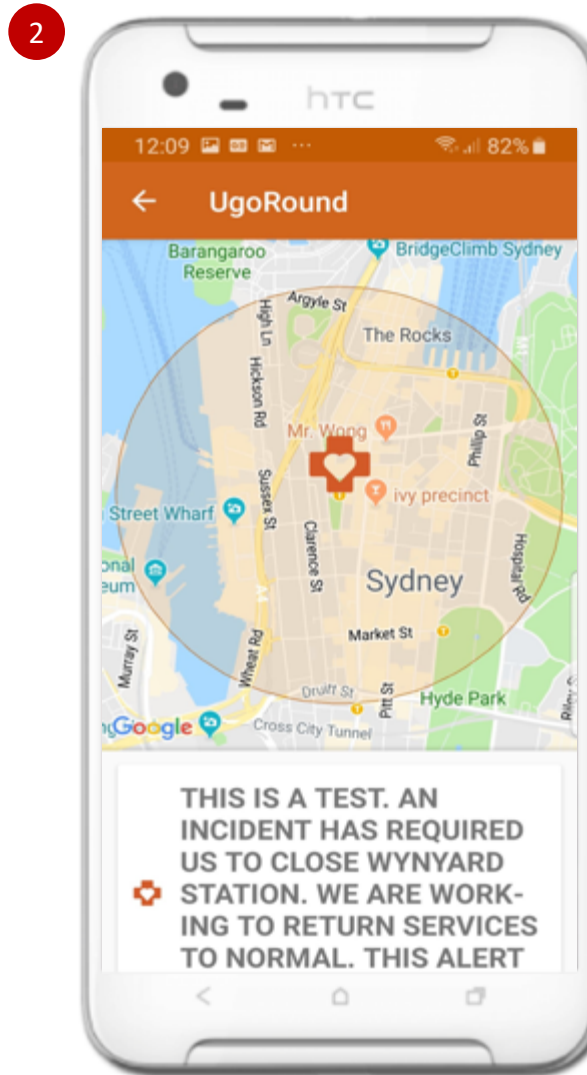 2
hTC
12:09
82%
UgoRound
Barangaroo
Reserve
BridgeClimb Sydney
Argyle St
High Ln
The Rocks
Hickson Rd
Mr. Wong
Phillip St
ivy precinct
Street Wharf
Sussex St
Clarence St
Hospital Rd
onal
eum
Sydney
Market St
Murray St
Wheat Rd
Druitt St
Pitt St
Hyde Park
Google
Cross City Tunnel
THIS IS A TEST. AN
INCIDENT HAS REQUIRED
US TO CLOSE WYNYARD
STATION. WE ARE WORK-
ING TO RETURN SERVICES
TO NORMAL. THIS ALERT